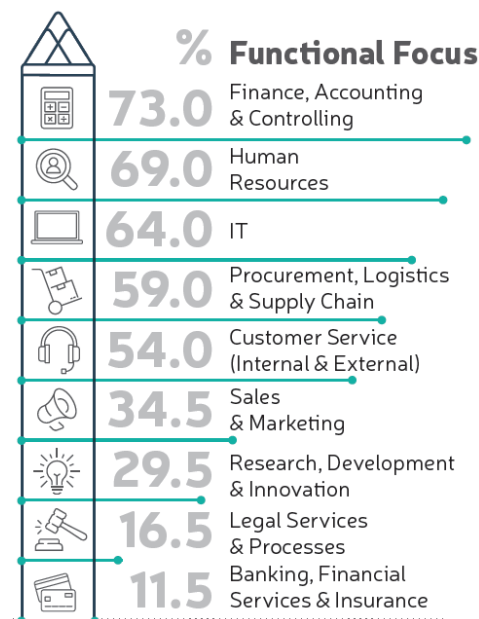 % Functional Focus
73.0 Finance, Accounting
& Controlling
69.0 Human
Resources
64.0 IT
59.0 Procurement, Logistics
& Supply Chain
54.0 Customer Service
(Internal & External)
34.5 Sales
& Marketing
29.5 Research, Development
& Innovation
16.5 Legal Services
& Processes
11.5 Banking, Financial
Services & Insurance